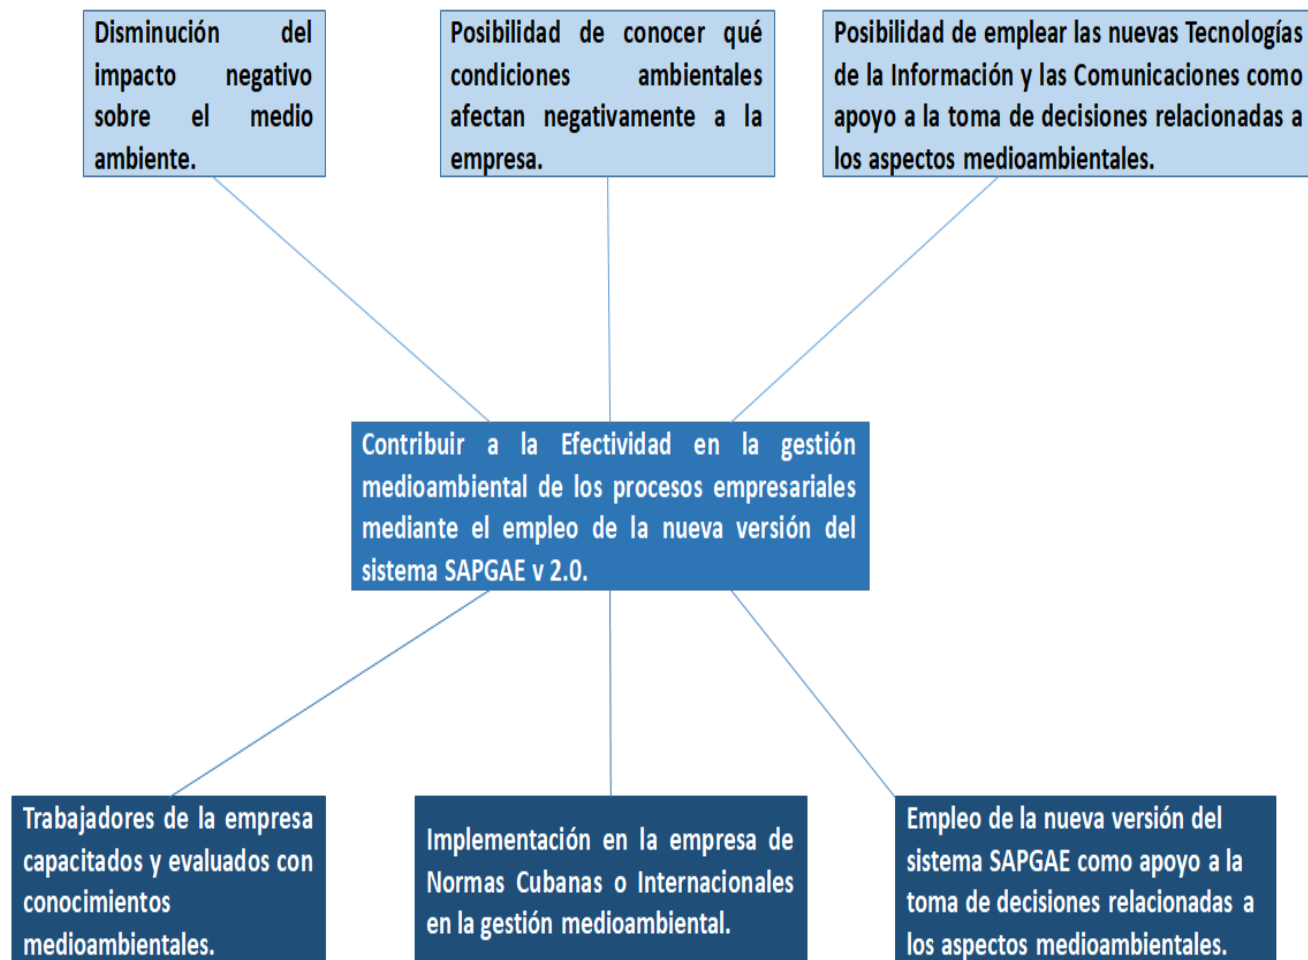 Disminución del
impacto negativo
sobre el medio
ambiente.
Posibilidad de conocer qué
condiciones ambientales
afectan negativamente a la
empresa.
Posibilidad de emplear las nuevas Tecnologías
de la Información y las Comunicaciones como
apoyo a la toma de decisiones relacionadas a
los aspectos medioambientales.
Contribuir a la Efectividad en la gestión
medioambiental de los procesos empresariales
mediante el empleo de la nueva versión del
sistema SAPGAE v 2.0.
Trabajadores de la empresa
capacitados y evaluados con
conocimientos
medioambientales.
Implementación en la empresa de
Normas Cubanas o Internacionales
en la gestión medioambiental.
Empleo de la nueva versión del
sistema SAPGAE como apoyo a la
toma de decisiones relacionadas a
los aspectos medioambientales.